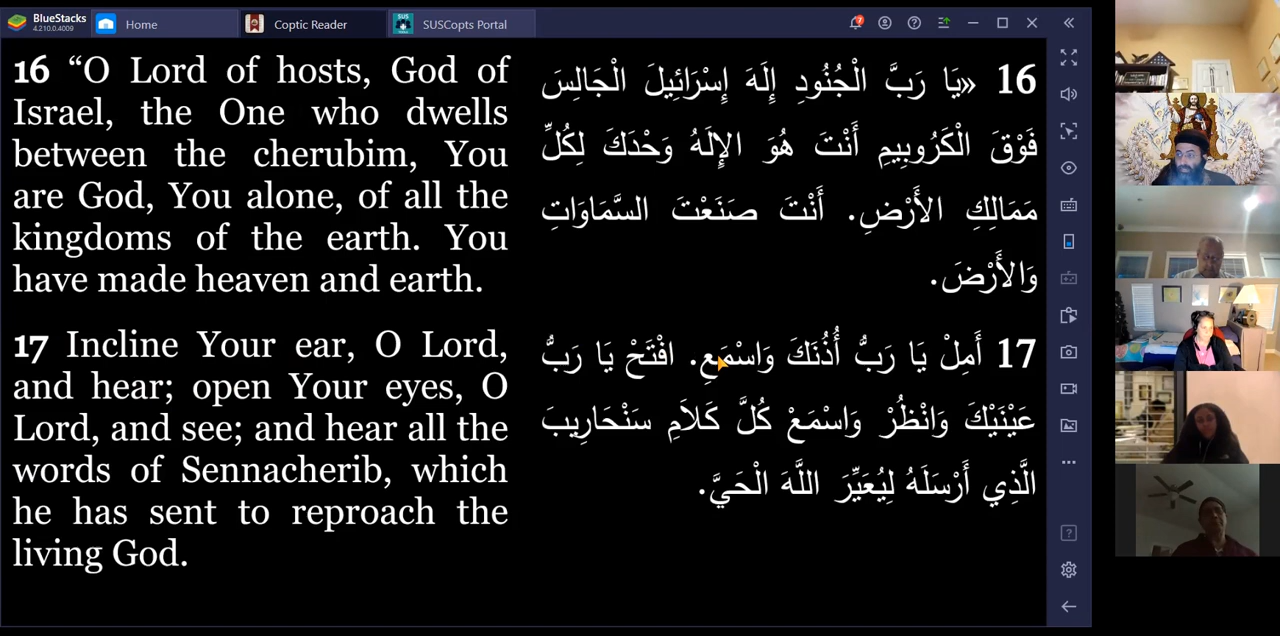 BlueStacks
4.210.0.4009
Home
Coptic Reader
SUSCopts Portal
16 “O Lord of hosts, God of
Israel, the One who dwells
between the cherubim, You
are God, You alone, of all the
kingdoms of the earth. You
have made heaven and earth.
17 Incline Your ear, O Lord,
and hear; open Your eyes, O
Lord, and see; and hear all the
words of Sennacherib, which
he has sent to reproach the
living God.
16 «يَا رَبَّ الْجُنُودِ إِلَهَ إِسْرَائِيلَ الْجَالِسَ
فَوْقَ الْكَرُوبِيمِ أَنْتَ هُوَ الإِلَهُ وَحْدَكَ لِكُلِّ
مَمَالِكِ الأَرْضِ. أَنْتَ صَنَعْتَ السَّمَاوَاتِ
وَالأَرْضَ.
17 أَمِلْ يَا رَبُّ أُذُنَكَ وَاسْمَعِ. افْتَحْ يَا رَبُّ
عَيْنَيْكَ وَانْظُرْ وَاسْمَعْ كُلَّ كَلاَمِ سَنْحَارِيبَ
الَّذِي أَرْسَلَهُ لِيُعَيِّرَ اللَّهَ الْحَيَّ.